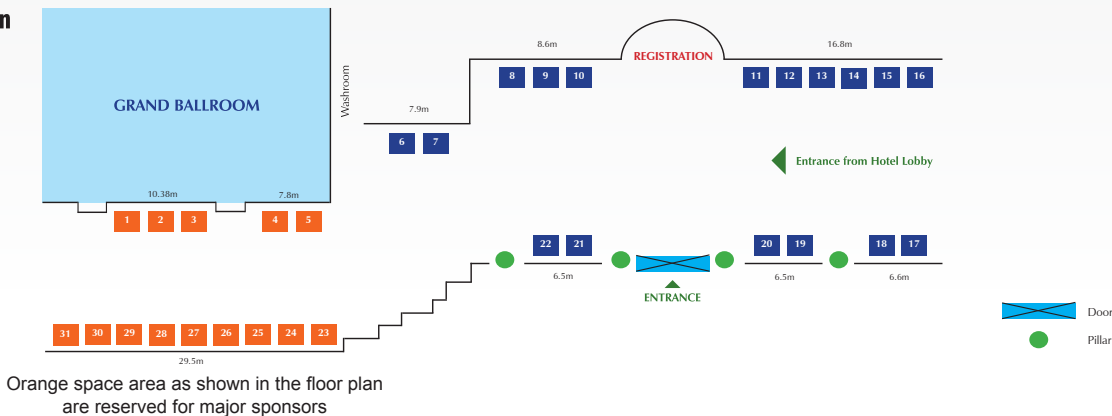 n
8.6m
REGISTRATION
16.8m
8 9 10
11 12 13 14 15 16
GRAND BALLROOM
Washroom
7.9m
6 7
Entrance from Hotel Lobby
10.38m
7.8m
1 2 3
4 5
22 21
20 19
18 17
6.5m
6.5m
6.6m
ENTRANCE
Door
31 30 29 28 27 26 25 24 23
Pillar
29.5m
Orange space area as shown in the floor plan
are reserved for major sponsors